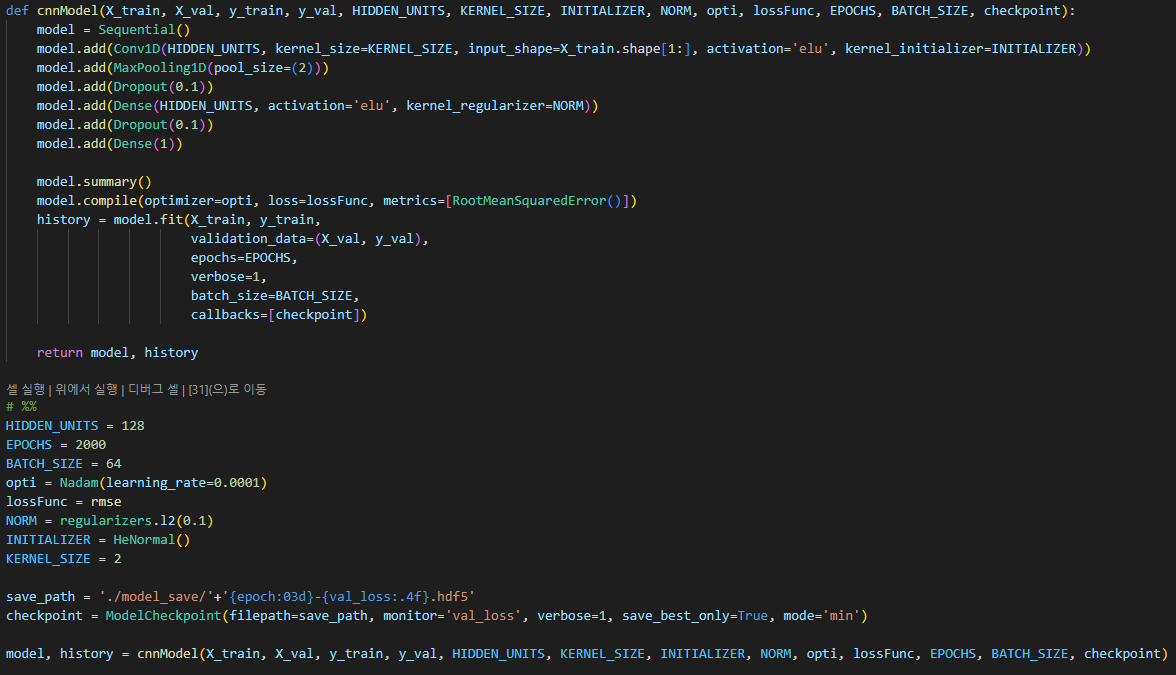 def cnnModel(X_train, X_val, y_train, y_val, HIDDEN_UNITS, KERNEL_SIZE, INITIALIZER, NORM, opti, lossFunc, EPOCHS, BATCH_SIZE, checkpoint):
    model = Sequential()
    model.add(Conv1D(HIDDEN_UNITS, kernel_size=KERNEL_SIZE, input_shape=X_train.shape[1:], activation='elu', kernel_initializer=INITIALIZER))
    model.add(MaxPooling1D(pool_size=(2)))
    model.add(Dropout(0.1))
    model.add(Dense(HIDDEN_UNITS, activation='elu', kernel_regularizer=NORM))
    model.add(Dropout(0.1))
    model.add(Dense(1))
    model.summary()
    model.compile(optimizer=opti, loss=lossFunc, metrics=[RootMeanSquaredError()])
    history = model.fit(X_train, y_train,
                        validation_data=(X_val, y_val),
                        epochs=EPOCHS,
                        verbose=1,
                        batch_size=BATCH_SIZE,
                        callbacks=[checkpoint])
    return model, history
셀 실행 | 위에서 실행 | 디버그 셀 | [31](으)로 이동
# %%
HIDDEN_UNITS = 128
EPOCHS = 2000
BATCH_SIZE = 64
opti = Nadam(learning_rate=0.0001)
lossFunc = rmse
NORM = regularizers.l2(0.1)
INITIALIZER = HeNormal()
KERNEL_SIZE = 2
save_path = './model_save/'+'{epoch:03d}-{val_loss:.4f}.hdf5'
checkpoint = ModelCheckpoint(filepath=save_path, monitor='val_loss', verbose=1, save_best_only=True, mode='min')
model, history = cnnModel(X_train, X_val, y_train, y_val, HIDDEN_UNITS, KERNEL_SIZE, INITIALIZER, NORM, opti, lossFunc, EPOCHS, BATCH_SIZE, checkpoint)